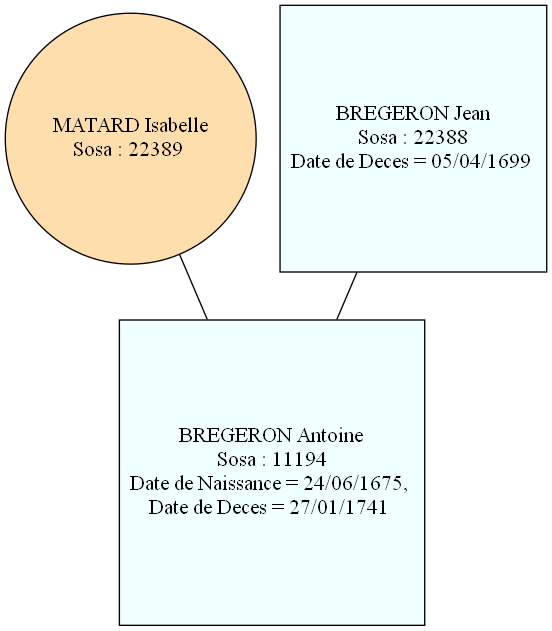 MATARD Isabelle
Sosa : 22389
BREGERON Jean
Sosa : 22388
Date de Deces = 05/04/1699
BREGERON Antoine
Sosa : 11194
Date de Naissance = 24/06/1675,
Date de Deces = 27/01/1741